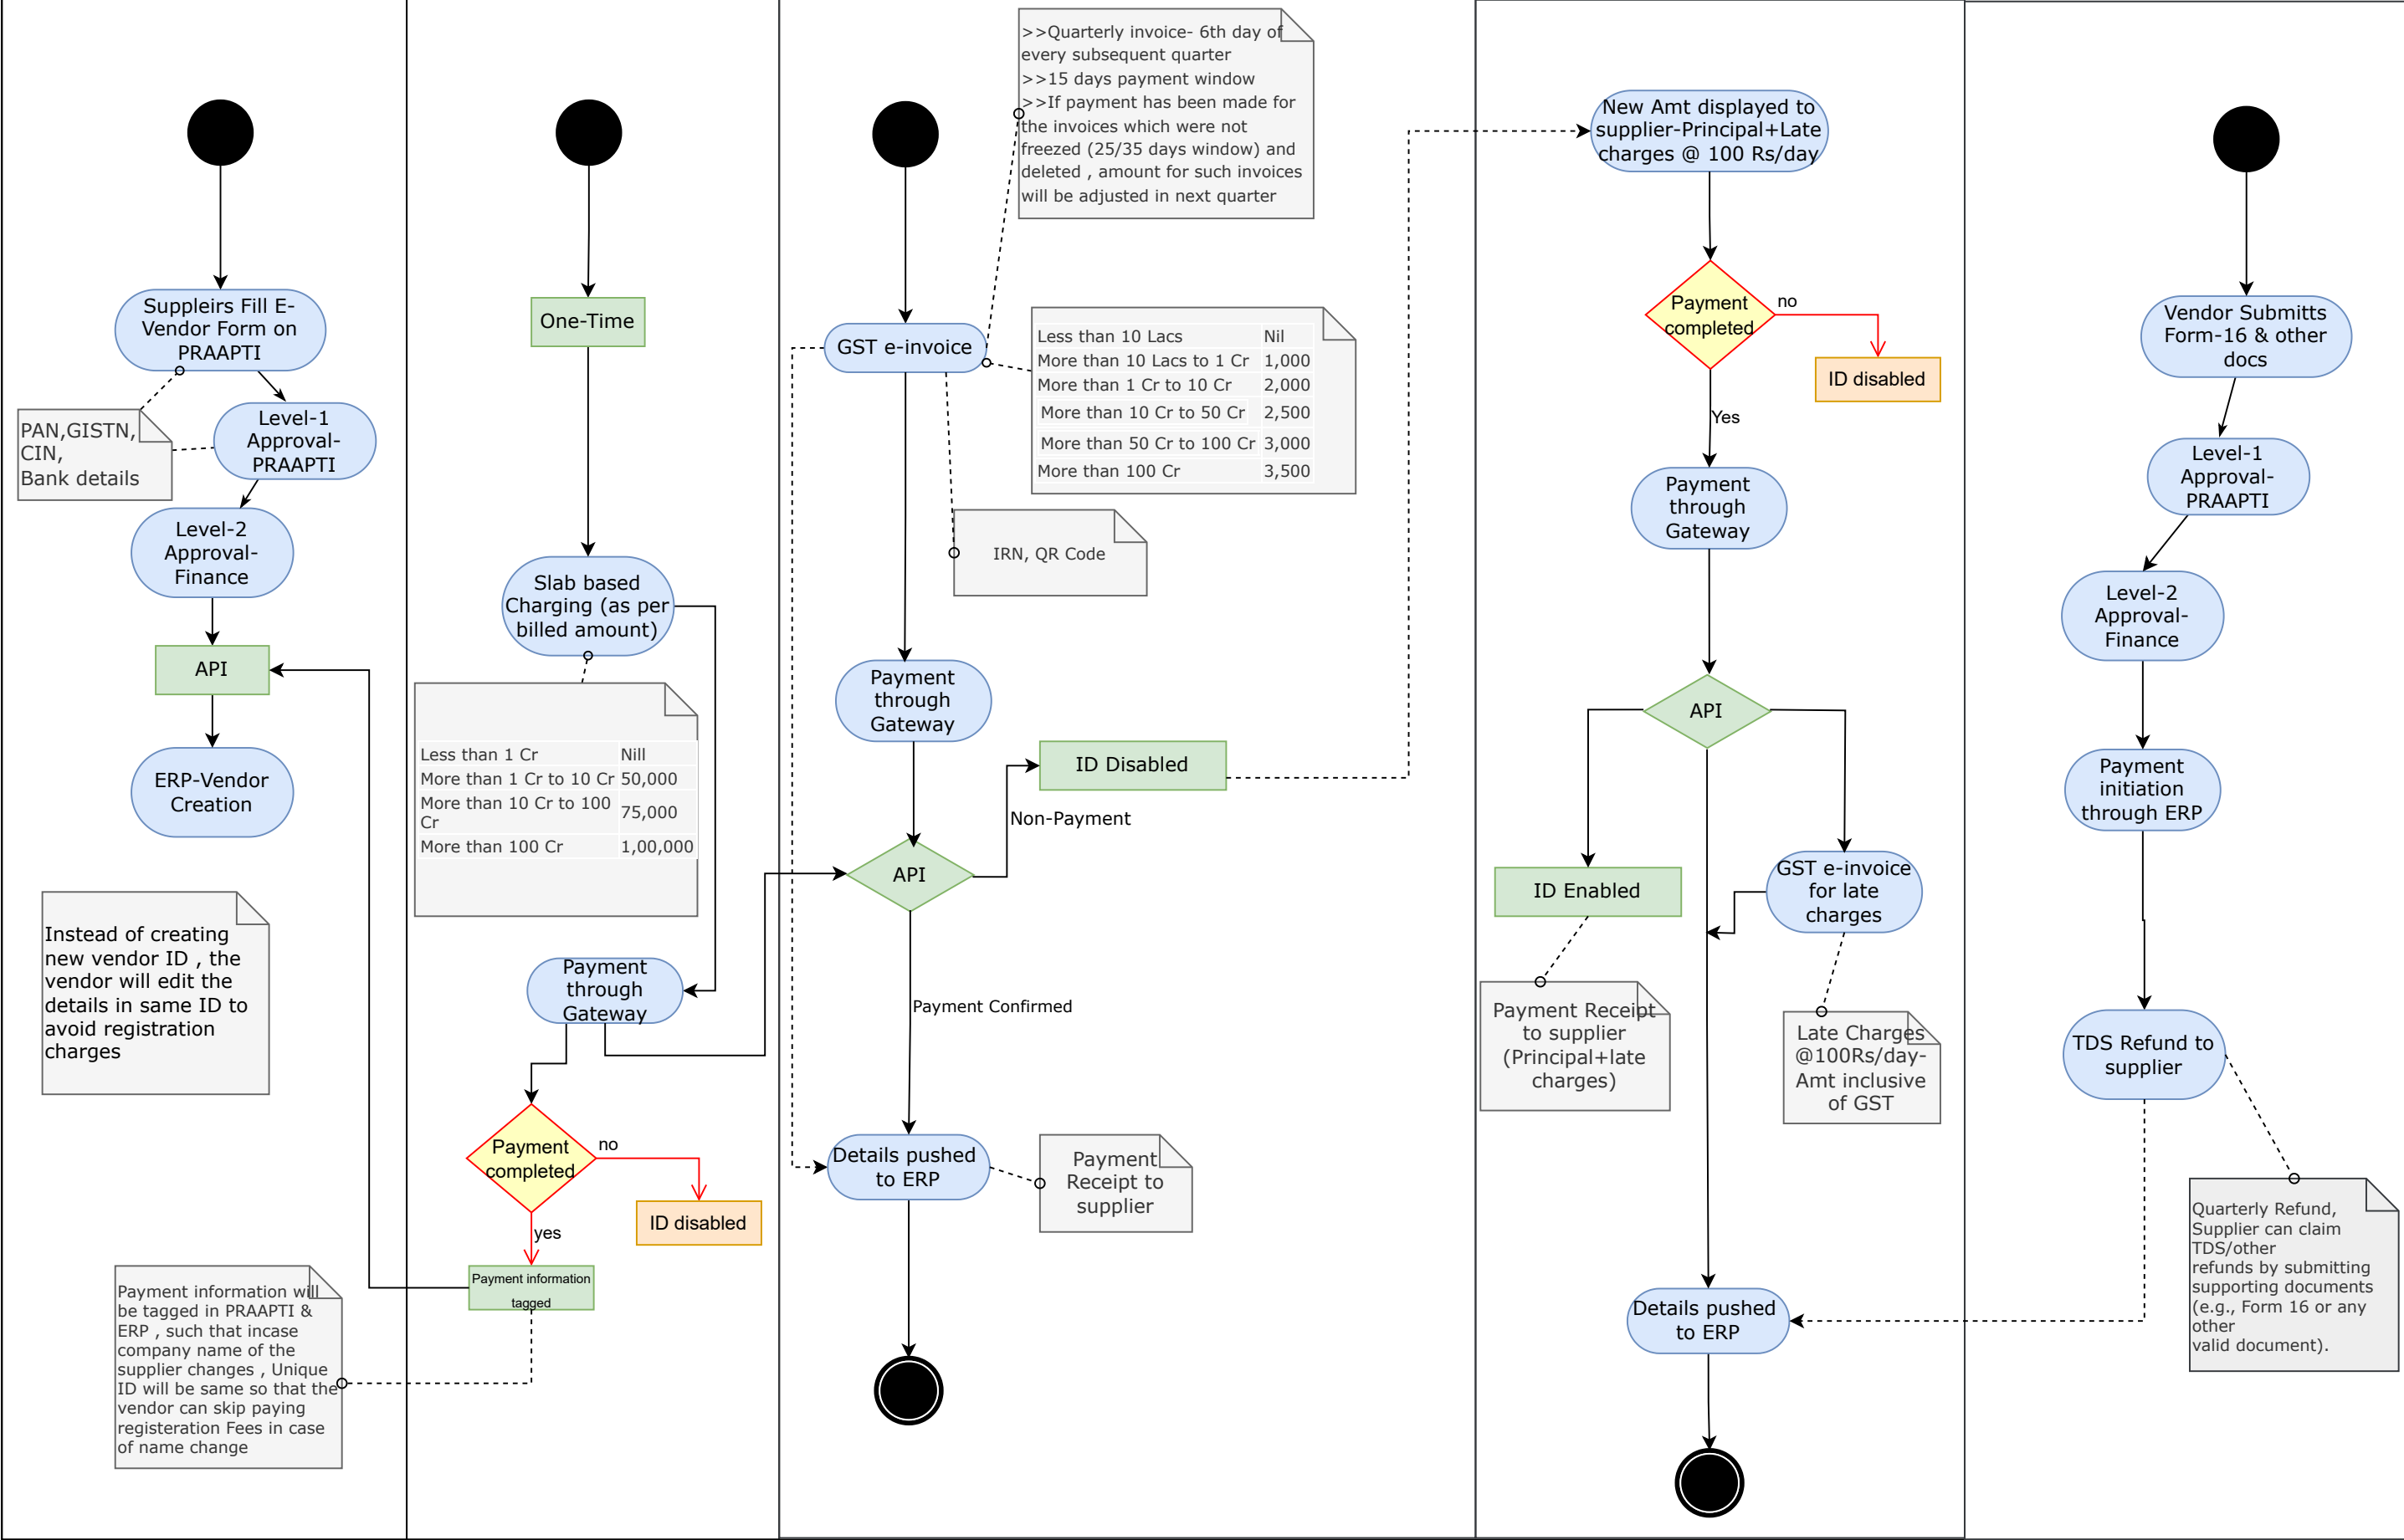 Suppleirs Fill E-
Vendor Form on
PRAAPTI
PAN,GISTN,
CIN,
Bank details
Level-1
Approval-
PRAAPTI
Level-2
Approval-
Finance
API
ERP-Vendor
Creation
Instead of creating
new vendor ID , the
vendor will edit the
details in same ID to
avoid registration
charges
Payment information will
be tagged in PRAAPTI &
ERP , such that incase
company name of the
supplier changes , Unique
ID will be same so that the
vendor can skip paying
registeration Fees in case
of name change
One-Time
Slab based
Charging (as per
billed amount)
Less than 1 Cr Nill
More than 1 Cr to 10 Cr 50,000
More than 10 Cr to 100
Cr 75,000
More than 100 Cr 1,00,000
Payment
through
Gateway
Payment
completed
no
ID disabled
yes
Payment information
tagged
>>Quarterly invoice- 6th day of
every subsequent quarter
>>15 days payment window
>>If payment has been made for
the invoices which were not
freezed (25/35 days window) and
deleted , amount for such invoices
will be adjusted in next quarter
GST e-invoice
Less than 10 Lacs Nil
More than 10 Lacs to 1 Cr 1,000
More than 1 Cr to 10 Cr 2,000
More than 10 Cr to 50 Cr 2,500
More than 50 Cr to 100 Cr 3,000
More than 100 Cr 3,500
IRN, QR Code
Payment
through
Gateway
ID Disabled
Non-Payment
API
Payment Confirmed
Details pushed
to ERP
Payment
Receipt to
supplier
New Amt displayed to
supplier-Principal+Late
charges @ 100 Rs/day
Payment
completed
no
ID disabled
Yes
Payment
through
Gateway
API
ID Enabled
GST e-invoice
for late
charges
Payment Receipt
to supplier
(Principal+late
charges)
Late Charges
@100Rs/day-
Amt inclusive
of GST
Details pushed
to ERP
Vendor Submitts
Form-16 & other
docs
Level-1
Approval-
PRAAPTI
Level-2
Approval-
Finance
Payment
initiation
through ERP
TDS Refund to
supplier
Quarterly Refund,
Supplier can claim
TDS/other
refunds by submitting
supporting documents
(e.g., Form 16 or any
other
valid document).